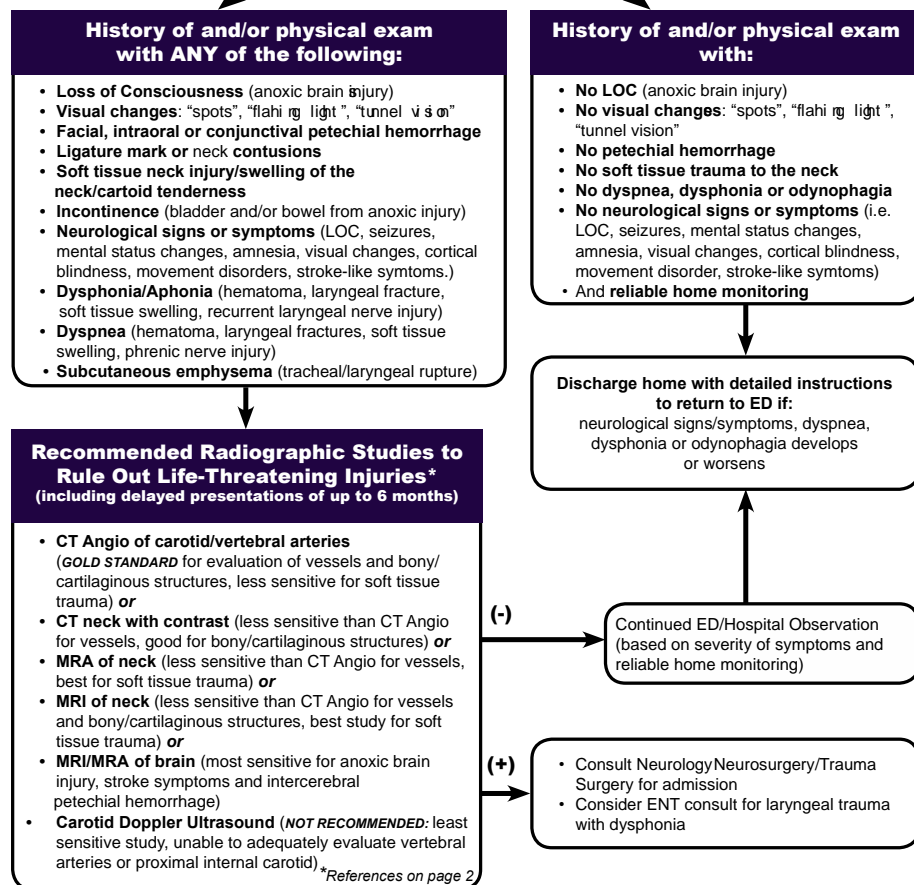 History of and/or physical exam
with ANY of the following:
• Loss of Consciousness (anoxic brain injury)
• Visual changes: “spots”, “flahing light”, “tunnel vision”
• Facial, intraoral or conjunctival petechial hemorrhage
• Ligature mark or neck contusions
• Soft tissue neck injury/swelling of the
neck/cartoid tenderness
• Incontinence (bladder and/or bowel from anoxic injury)
• Neurological signs or symptoms (LOC, seizures,
mental status changes, amnesia, visual changes, cortical
blindness, movement disorders, stroke-like symtoms.)
• Dysphonia/Aphonia (hematoma, laryngeal fracture,
soft tissue swelling, recurrent laryngeal nerve injury)
• Dyspnea (hematoma, laryngeal fractures, soft tissue
swelling, phrenic nerve injury)
• Subcutaneous emphysema (tracheal/laryngeal rupture)
History of and/or physical exam
with:
• No LOC (anoxic brain injury)
• No visual changes: “spots”, “flahing light”,
“tunnel vision”
• No petechial hemorrhage
• No soft tissue trauma to the neck
• No dyspnea, dysphonia or odynophagia
• No neurological signs or symptoms (i.e.
LOC, seizures, mental status changes,
amnesia, visual changes, cortical blindness,
movement disorder, stroke-like symtoms)
• And reliable home monitoring
Discharge home with detailed instructions
to return to ED if:
neurological signs/symptoms, dyspnea,
dysphonia or odynophagia develops
or worsens
Recommended Radiographic Studies to
Rule Out Life-Threatening Injuries*
(including delayed presentations of up to 6 months)
• CT Angio of carotid/vertebral arteries
(GOLD STANDARD for evaluation of vessels and bony/
cartilaginous structures, less sensitive for soft tissue
trauma) or
• CT neck with contrast (less sensitive than CT Angio
for vessels, good for bony/cartilaginous structures) or
• MRA of neck (less sensitive than CT Angio for vessels,
best for soft tissue trauma) or
• MRI of neck (less sensitive than CT Angio for vessels
and bony/cartilaginous structures, best study for soft
tissue trauma) or
• MRI/MRA of brain (most sensitive for anoxic brain
injury, stroke symptoms and intercerebral
petechial hemorrhage)
• Carotid Doppler Ultrasound (NOT RECOMMENDED: least
sensitive study, unable to adequately evaluate vertebral
arteries or proximal internal carotid)
*References on page 2
(-)
Continued ED/Hospital Observation
(based on severity of symptoms and
reliable home monitoring)
(+)
• Consult Neurology Neurosurgery/Trauma
Surgery for admission
• Consider ENT consult for laryngeal trauma
with dysphonia